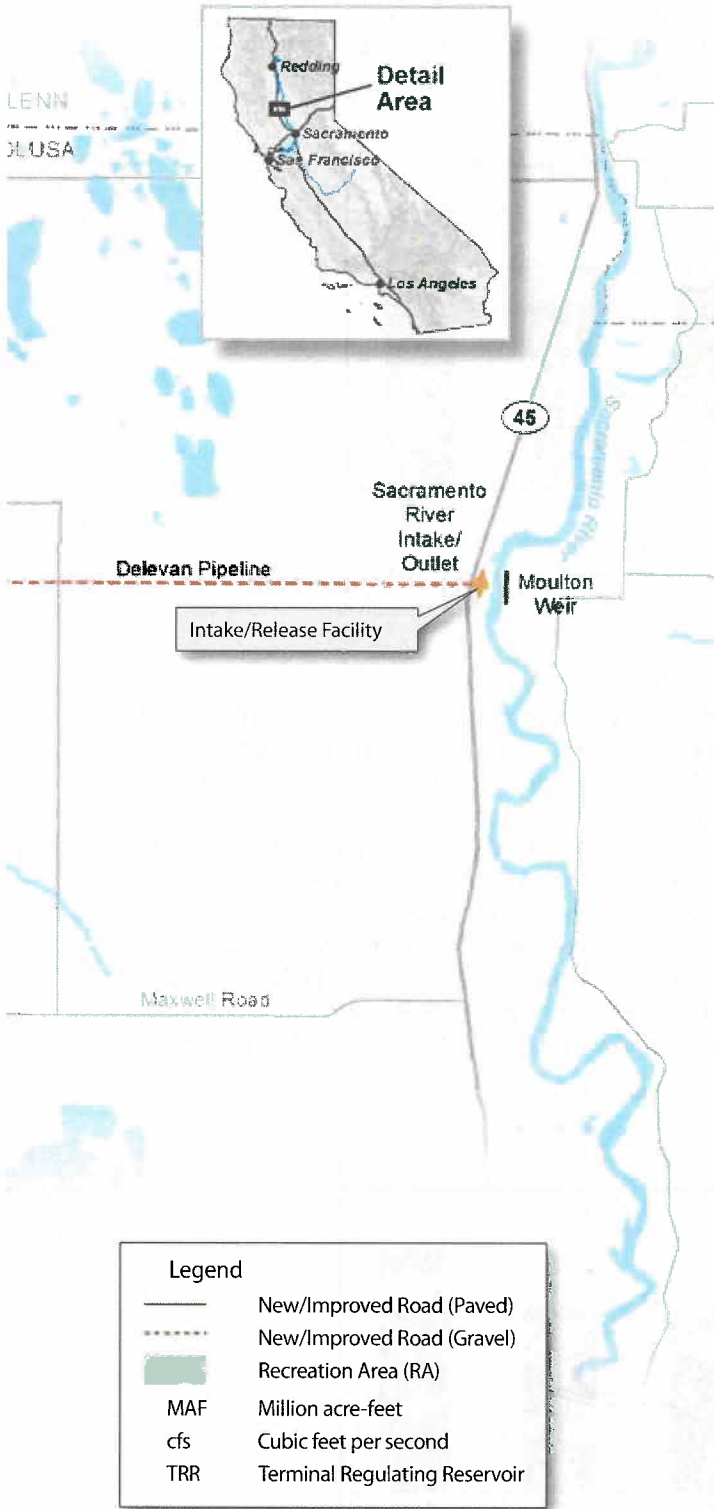 Redding
Detail
Area
LENN
OLUSA
Sacramento
San Francisco
Los Angeles
45
Sacramento River
Sacramento
River
Intake/
Outlet
Delevan Pipeline
Moulton
Weir
Intake/Release Facility
Maxwell Road
Legend
New/Improved Road (Paved)
New/Improved Road (Gravel)
Recreation Area (RA)
MAF Million acre-feet
cfs Cubic feet per second
TRR Terminal Regulating Reservoir